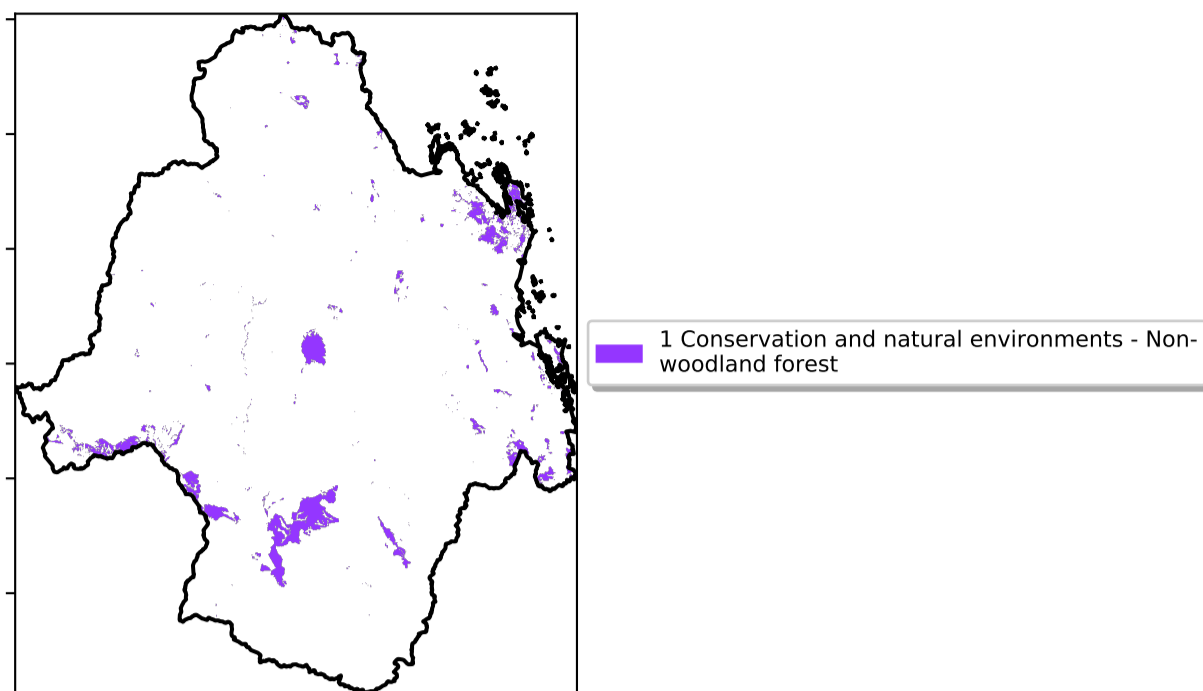 1 Conservation and natural environments - Non-
woodland forest